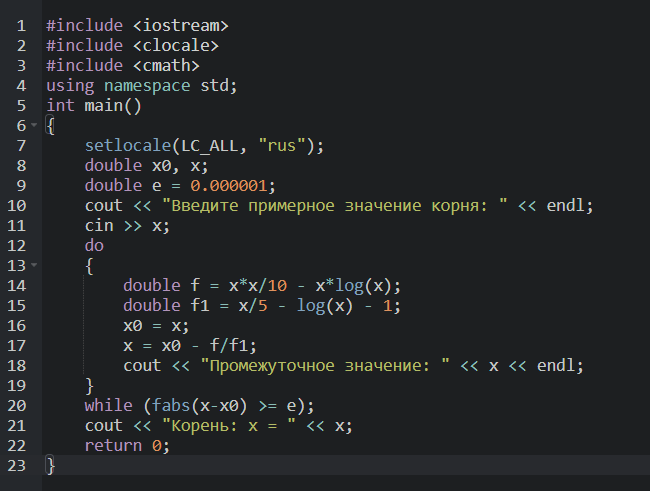 1 #include <iostream>
2 #include <clocale>
3 #include <cmath>
4 using namespace std;
5 int main()
6 {
7 setlocale(LC_ALL, "rus");
8 double x0, x;
9 double e = 0.000001;
10 cout << "Введите примерное значение корня: " << endl;
11 cin >> x;
12 do
13 {
14 double f = x*x/10 - x*log(x);
15 double f1 = x/5 - log(x) - 1;
16 x0 = x;
17 x = x0 - f/f1;
18 cout << "Промежуточное значение: " << x << endl;
19 }
20 while (fabs(x-x0) >= e);
21 cout << "Корень: x = " << x;
22 return 0;
23 }